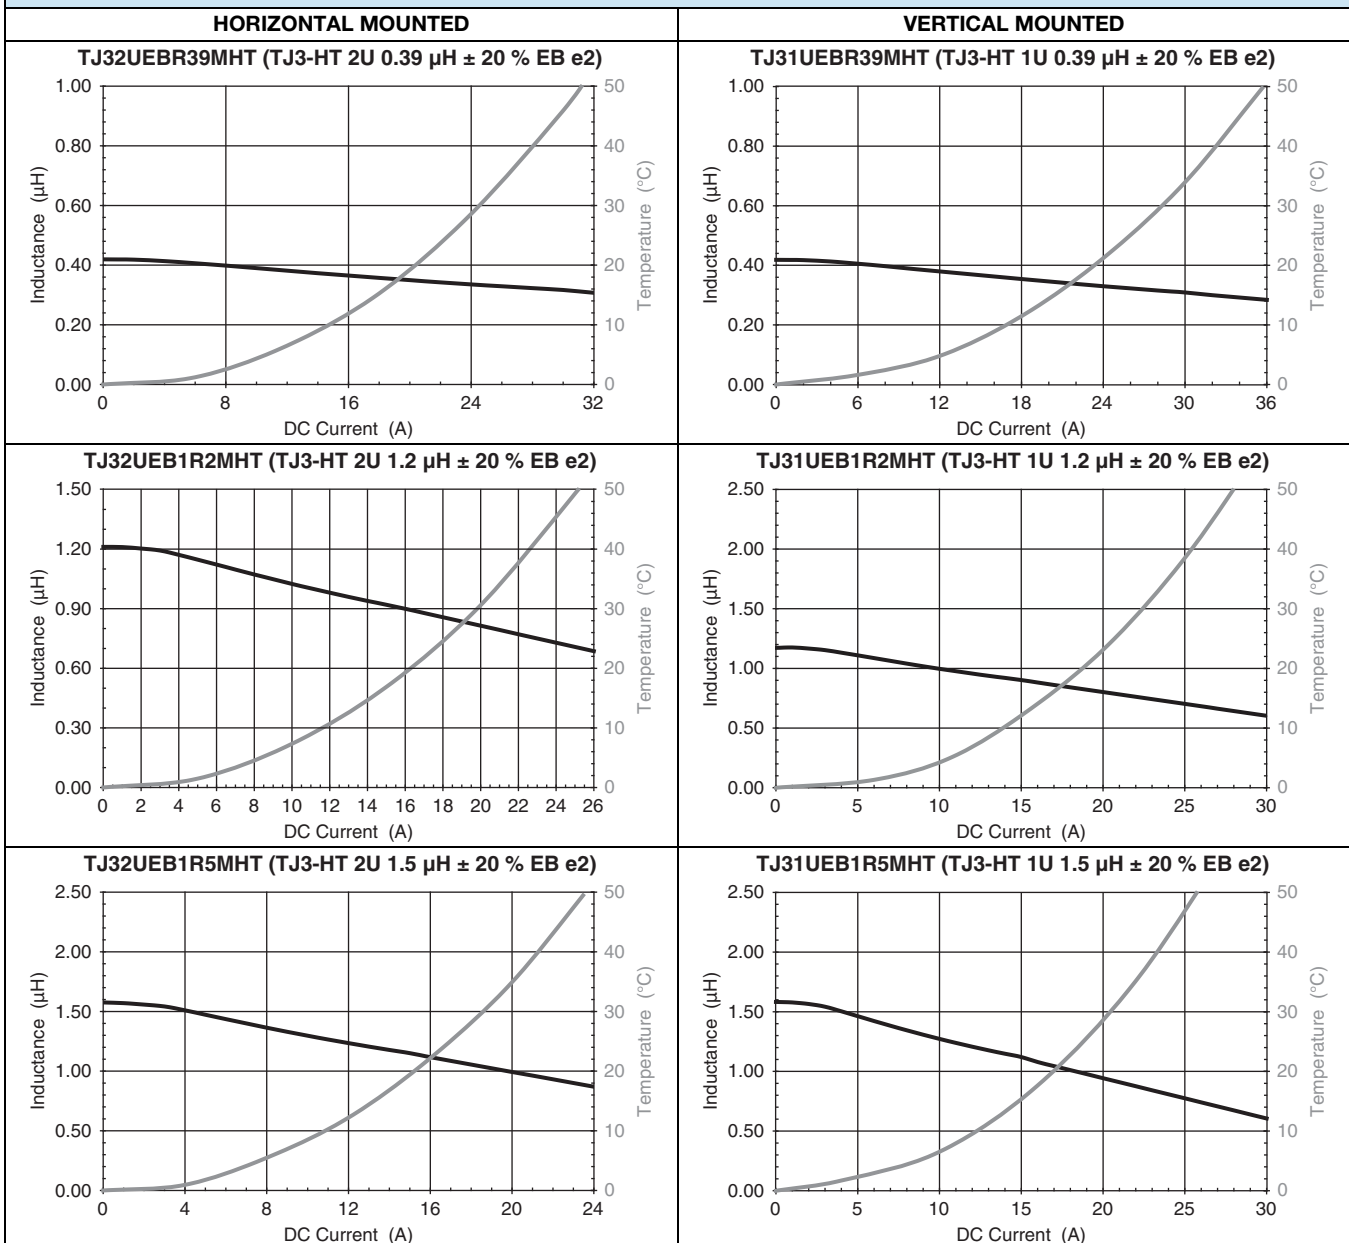 HORIZONTAL MOUNTED
VERTICAL MOUNTED
TJ32UEBR39MHT (TJ3-HT 2U 0.39 µH ± 20 % EB e2)
1.00
0.80
0.60
0.40
0.20
0.00
Inductance (µH)
50
40
30
20
10
0
Temperature (°C)
0 8 16 24 32
DC Current (A)
TJ31UEBR39MHT (TJ3-HT 1U 0.39 µH ± 20 % EB e2)
1.00
0.80
0.60
0.40
0.20
0.00
Inductance (µH)
50
40
30
20
10
0
Temperature (°C)
0 6 12 18 24 30 36
DC Current (A)
TJ32UEB1R2MHT (TJ3-HT 2U 1.2 µH ± 20 % EB e2)
1.50
1.20
0.90
0.60
0.30
0.00
Inductance (µH)
50
40
30
20
10
0
Temperature (°C)
0 2 4 6 8 10 12 14 16 18 20 22 24 26
DC Current (A)
TJ31UEB1R2MHT (TJ3-HT 1U 1.2 µH ± 20 % EB e2)
2.50
2.00
1.50
1.00
0.50
0.00
Inductance (µH)
50
40
30
20
10
0
Temperature (°C)
0 5 10 15 20 25 30
DC Current (A)
TJ32UEB1R5MHT (TJ3-HT 2U 1.5 µH ± 20 % EB e2)
2.50
2.00
1.50
1.00
0.50
0.00
Inductance (µH)
50
40
30
20
10
0
Temperature (°C)
0 4 8 12 16 20 24
DC Current (A)
TJ31UEB1R5MHT (TJ3-HT 1U 1.5 µH ± 20 % EB e2)
2.50
2.00
1.50
1.00
0.50
0.00
Inductance (µH)
50
40
30
20
10
0
Temperature (°C)
0 5 10 15 20 25 30
DC Current (A)